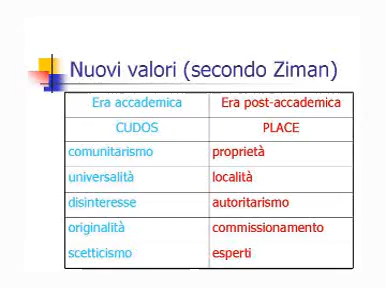 Nuovi valori (secondo Ziman)
Era accademica Era post-accademica
CUDOS PLACE
comunitarismo proprietà
universalità località
disinteresse autoritarismo
originalità commissionamento
scetticismo esperti